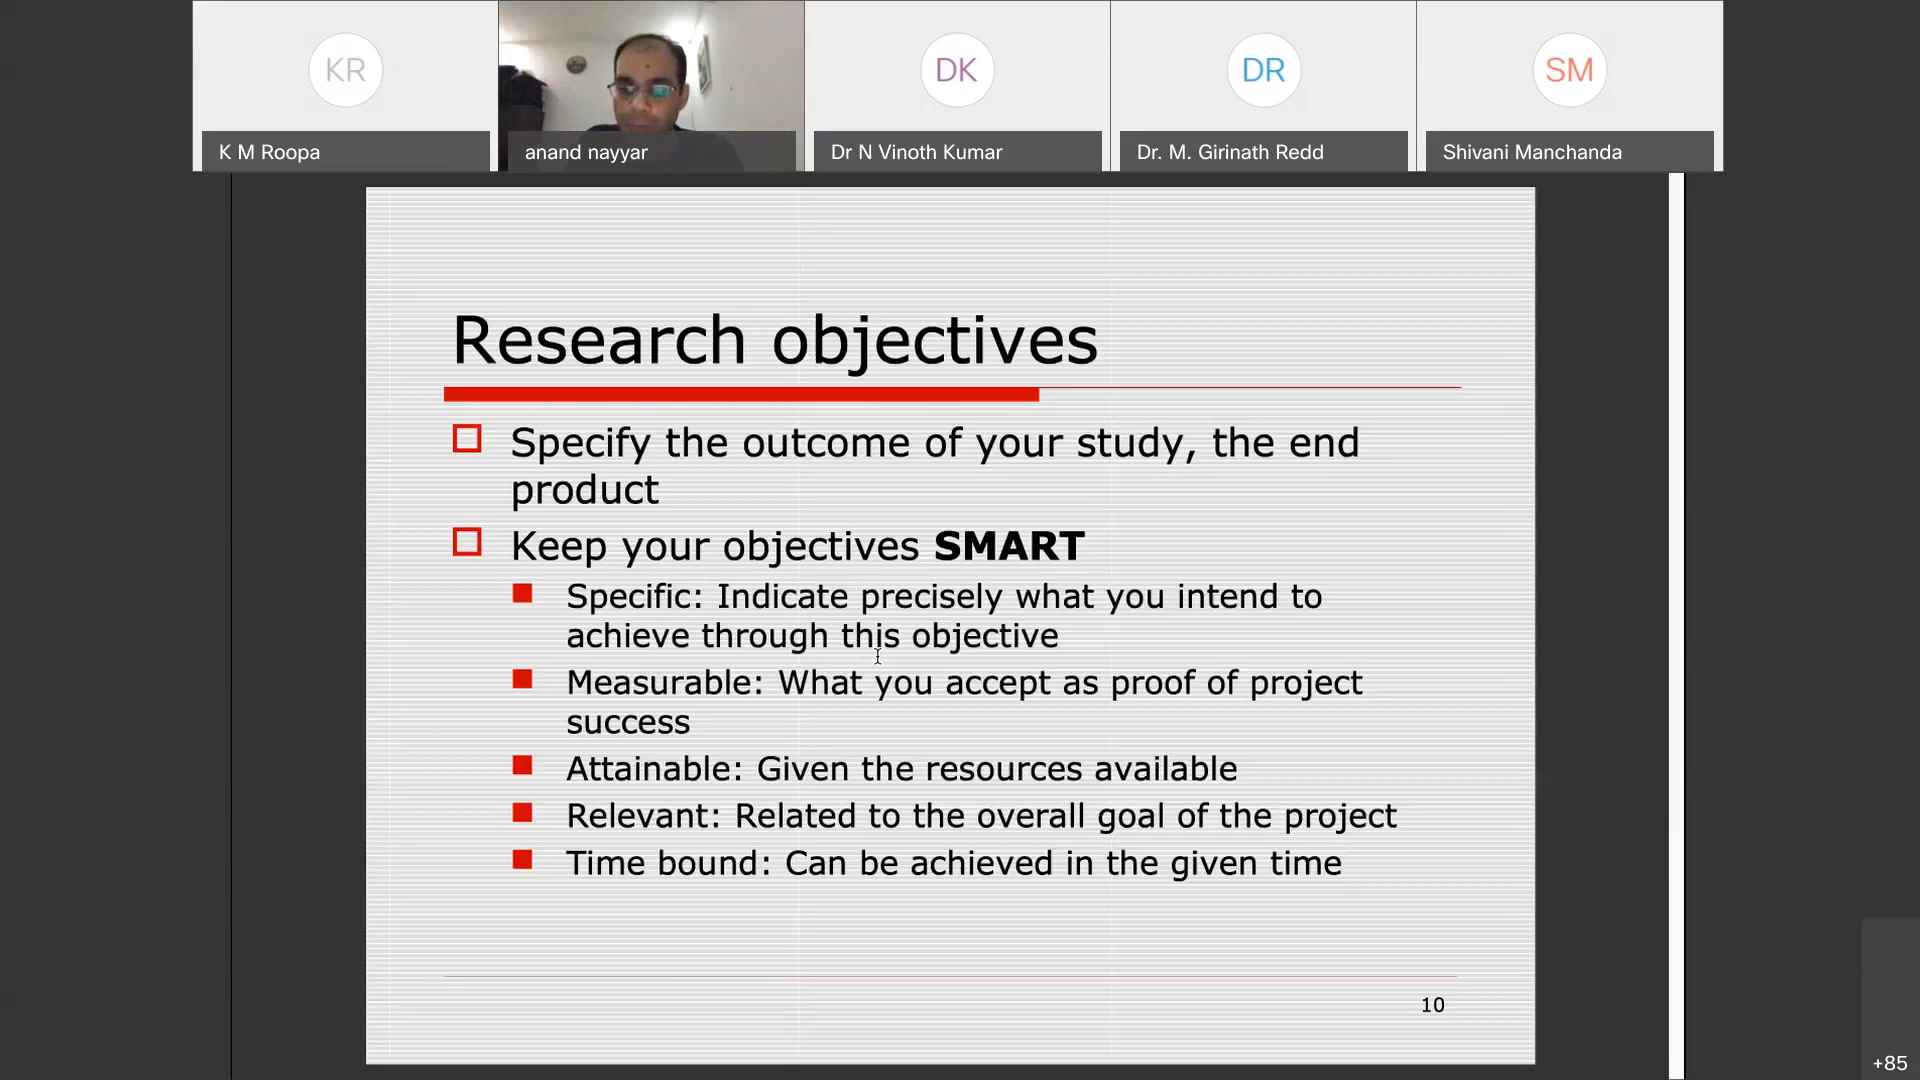 KR
DK
DR
SM
K M Roopa
anand nayyar
Dr N Vinoth Kumar
Dr. M. Girinath Redd
Shivani Manchanda
Research objectives
Specify the outcome of your study, the end
product
Keep your objectives SMART
Specific: Indicate precisely what you intend to
achieve through this objective
Measurable: What you accept as proof of project
success
Attainable: Given the resources available
Relevant: Related to the overall goal of the project
Time bound: Can be achieved in the given time
10
+85